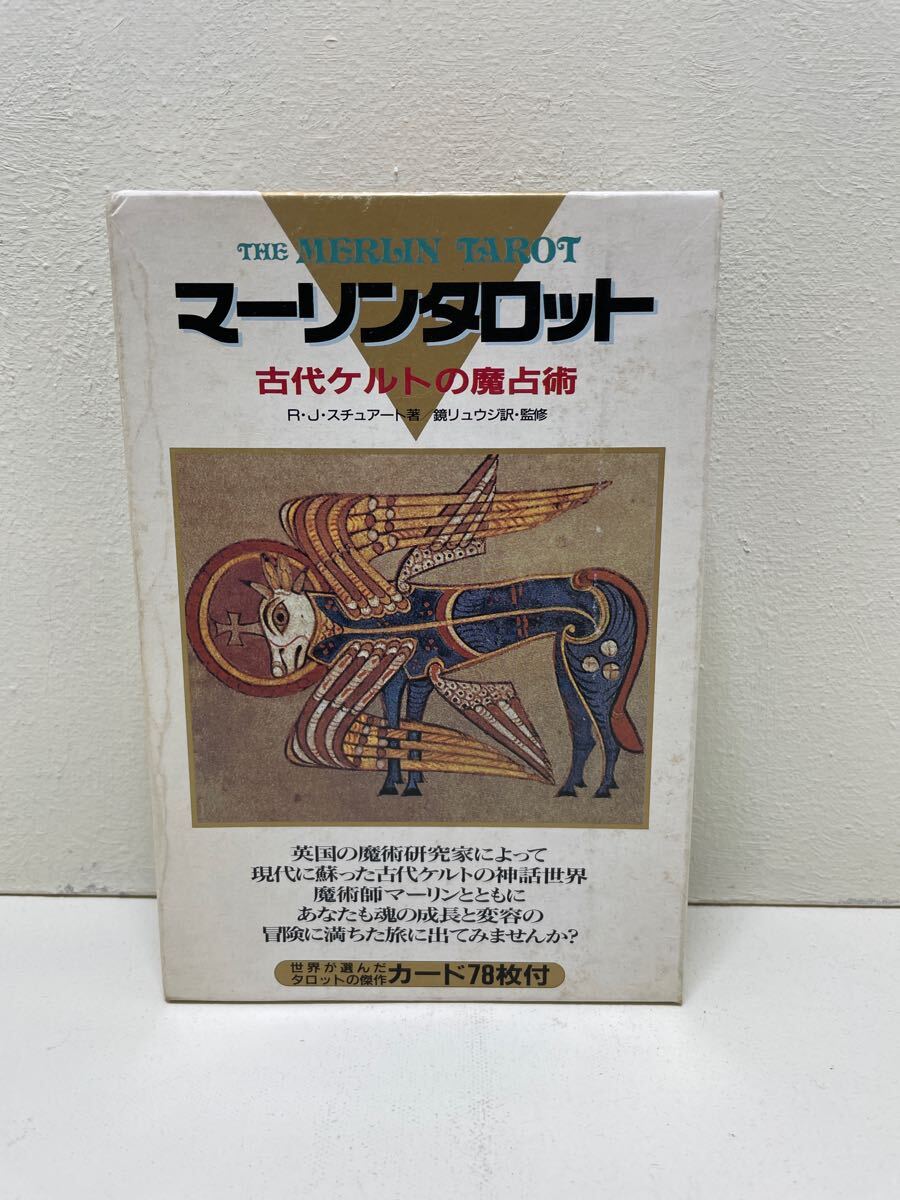 THE MERLIN TAROT
マーリンタロット
古代ケルトの魔占術
R・J・スチュアート著／鏡リュウジ訳・監修
英国の魔術研究家によって
現代に蘇った古代ケルトの神話世界
魔術師マーリンとともに
あなたも魂の成長と変容の
冒険に満ちた旅に出てみませんか?
世界が選んだ
タロットの傑作
カード78枚付